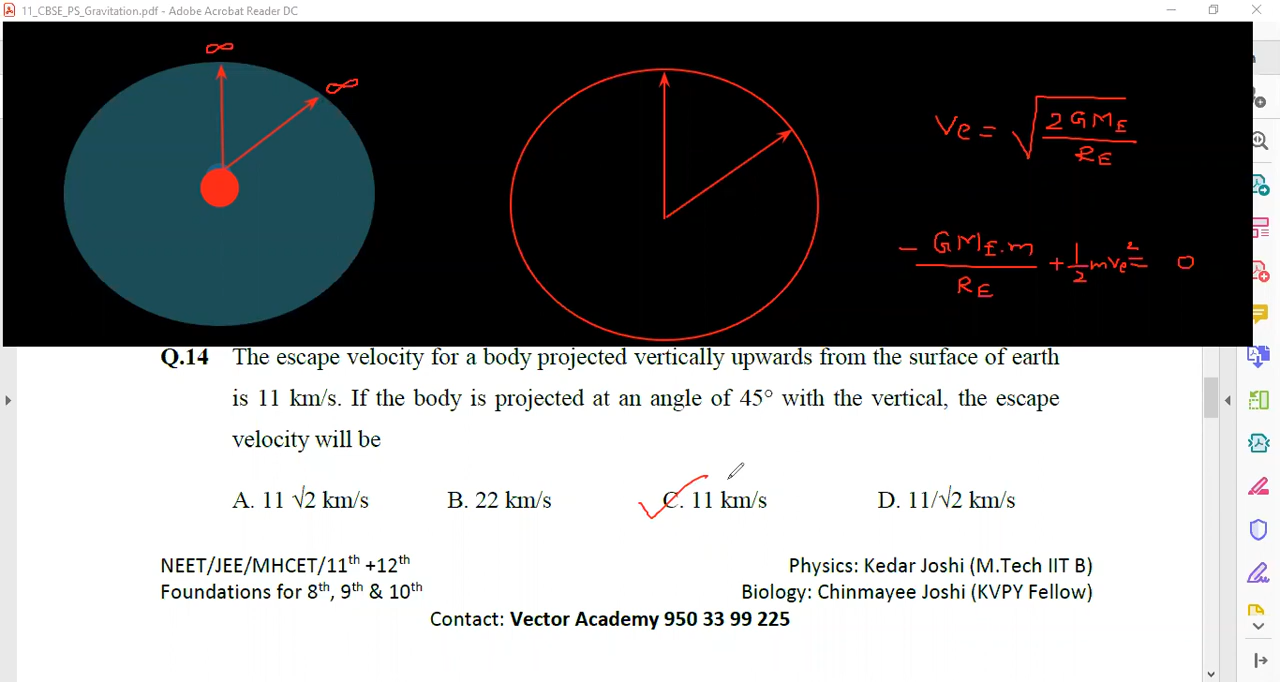 11_CBSE_PS_Gravitation.pdf - Adobe Acrobat Reader DC
∞
∞
Ve = √(2GM_E / R_E)
- GM_E.m / R_E + 1/2 mve² = 0
Q.14 The escape velocity for a body projected vertically upwards from the surface of earth
is 11 km/s. If the body is projected at an angle of 45° with the vertical, the escape
velocity will be
A. 11 √2 km/s B. 22 km/s C. 11 km/s D. 11/√2 km/s
NEET/JEE/MHCET/11th +12th Physics: Kedar Joshi (M.Tech IIT B)
Foundations for 8th, 9th & 10th Biology: Chinmayee Joshi (KVPY Fellow)
Contact: Vector Academy 950 33 99 225